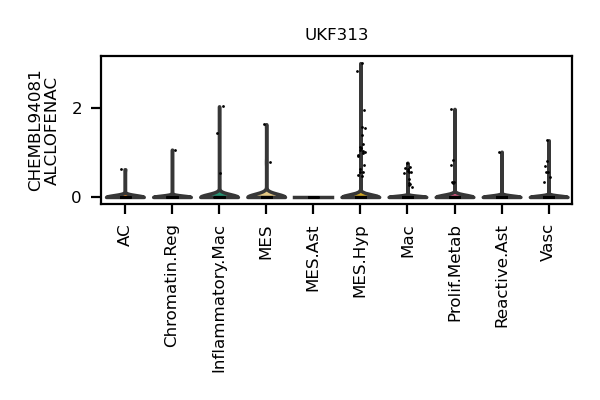 UKF313
CHEMBL94081
ALCLOFENAC
2
0
AC
Chromatin.Reg
Inflammatory.Mac
MES
MES.Ast
MES.Hyp
Mac
Prolif.Metab
Reactive.Ast
Vasc